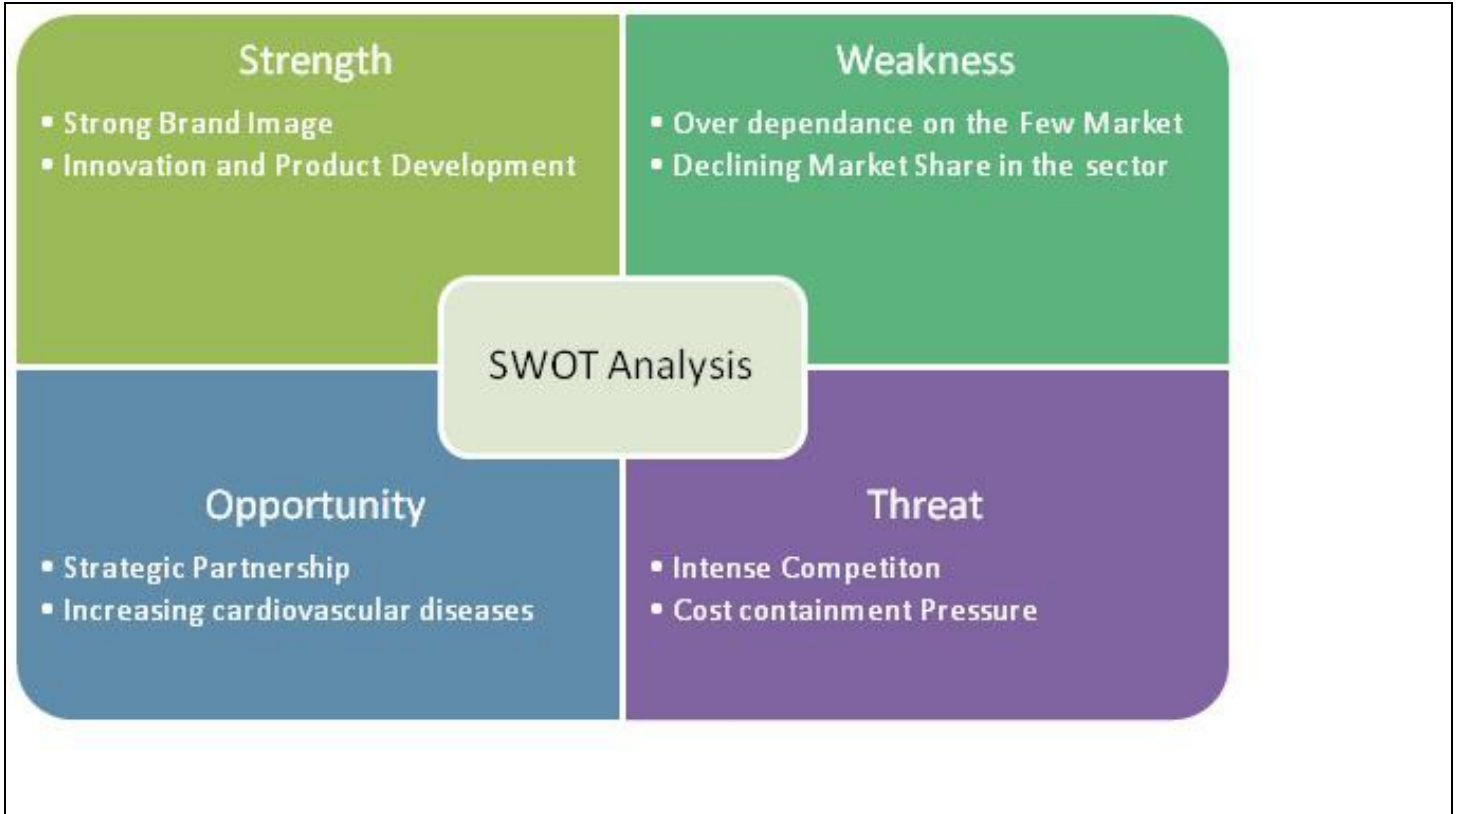 Strength
▪ Strong Brand Image
▪ Innovation and Product Development
Weakness
▪ Over dependance on the Few Market
▪ Declining Market Share in the sector
SWOT Analysis
Opportunity
▪ Strategic Partnership
▪ Increasing cardiovascular diseases
Threat
▪ Intense Competiton
▪ Cost containment Pressure